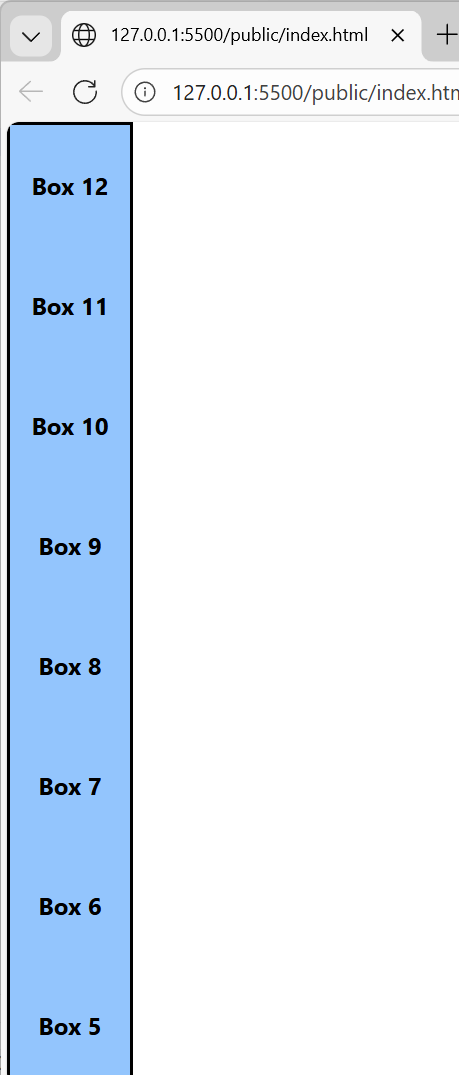 127.0.0.1:5500/public/index.html
127.0.0.1:5500/public/index.htm
Box 12
Box 11
Box 10
Box 9
Box 8
Box 7
Box 6
Box 5